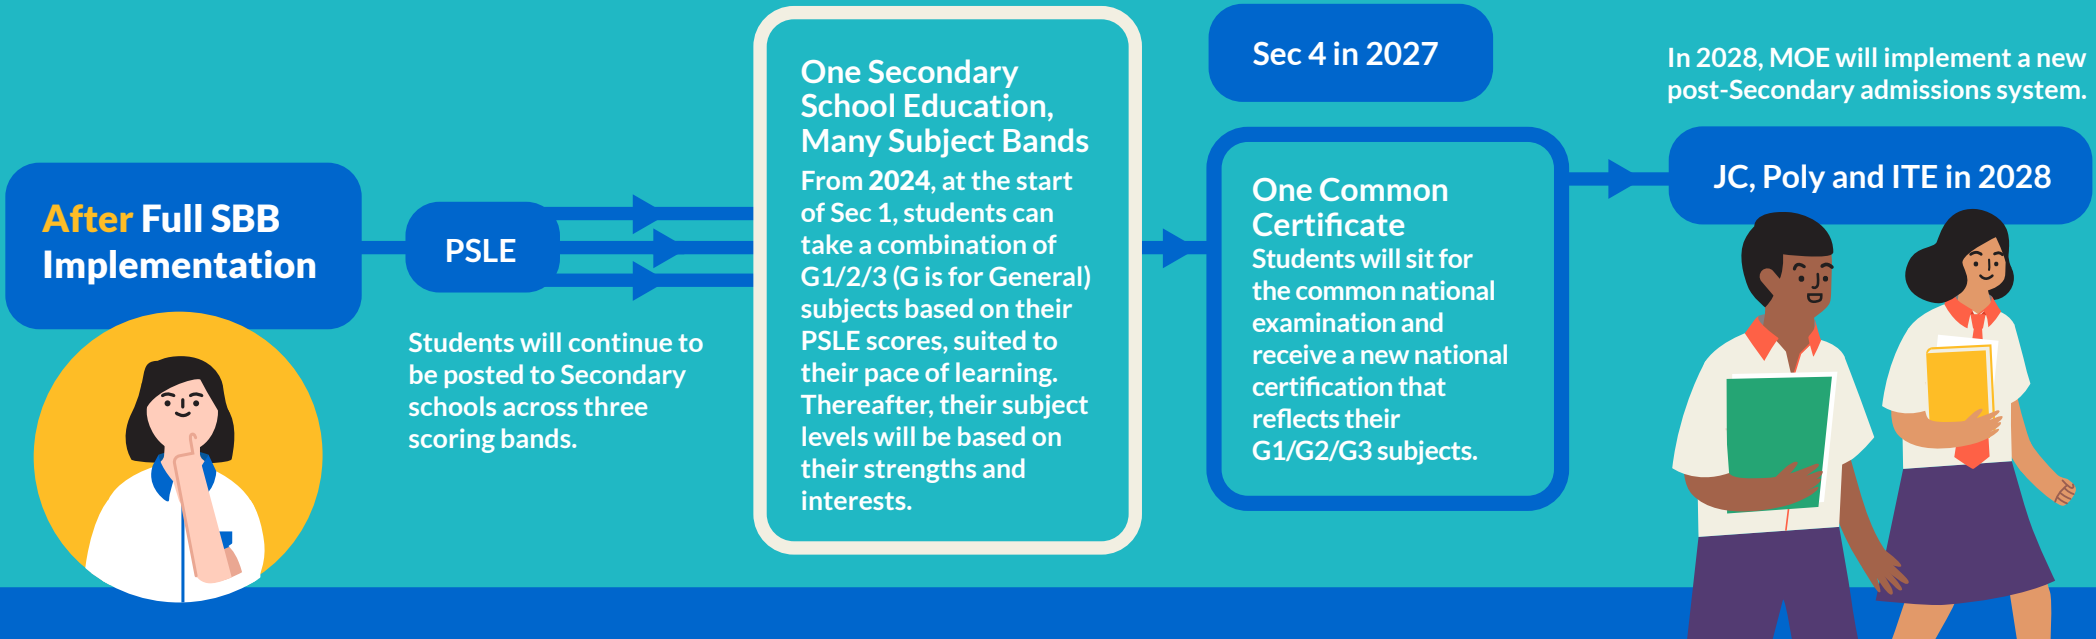 After Full SBB
Implementation
PSLE
Students will continue to
be posted to Secondary
schools across three
scoring bands.
One Secondary
School Education,
Many Subject Bands
From 2024, at the start
of Sec 1, students can
take a combination of
G1/2/3 (G is for General)
subjects based on their
PSLE scores, suited to
their pace of learning.
Thereafter, their subject
levels will be based on
their strengths and
interests.
Sec 4 in 2027
One Common
Certificate
Students will sit for
the common national
examination and
receive a new national
certification that
reflects their
G1/G2/G3 subjects.
In 2028, MOE will implement a new
post-Secondary admissions system.
JC, Poly and ITE in 2028